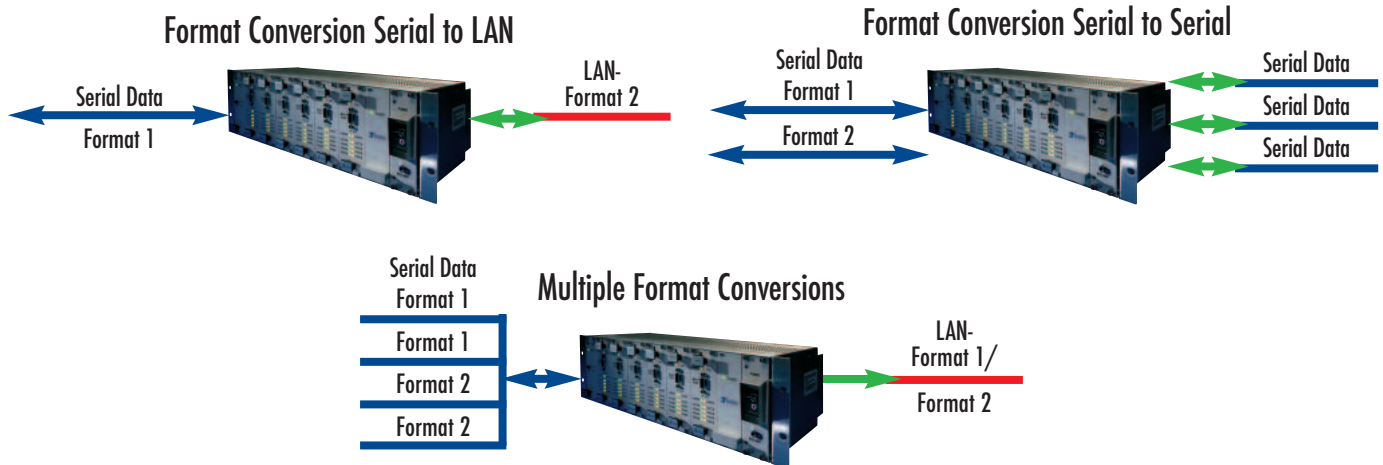 Format Conversion Serial to LAN
Serial Data
Format 1
LAN-
Format 2
Format Conversion Serial to Serial
Serial Data
Format 1
Format 2
Serial Data
Serial Data
Serial Data
Multiple Format Conversions
Serial Data
Format 1
Format 1
Format 2
Format 2
LAN-
Format 1/
Format 2